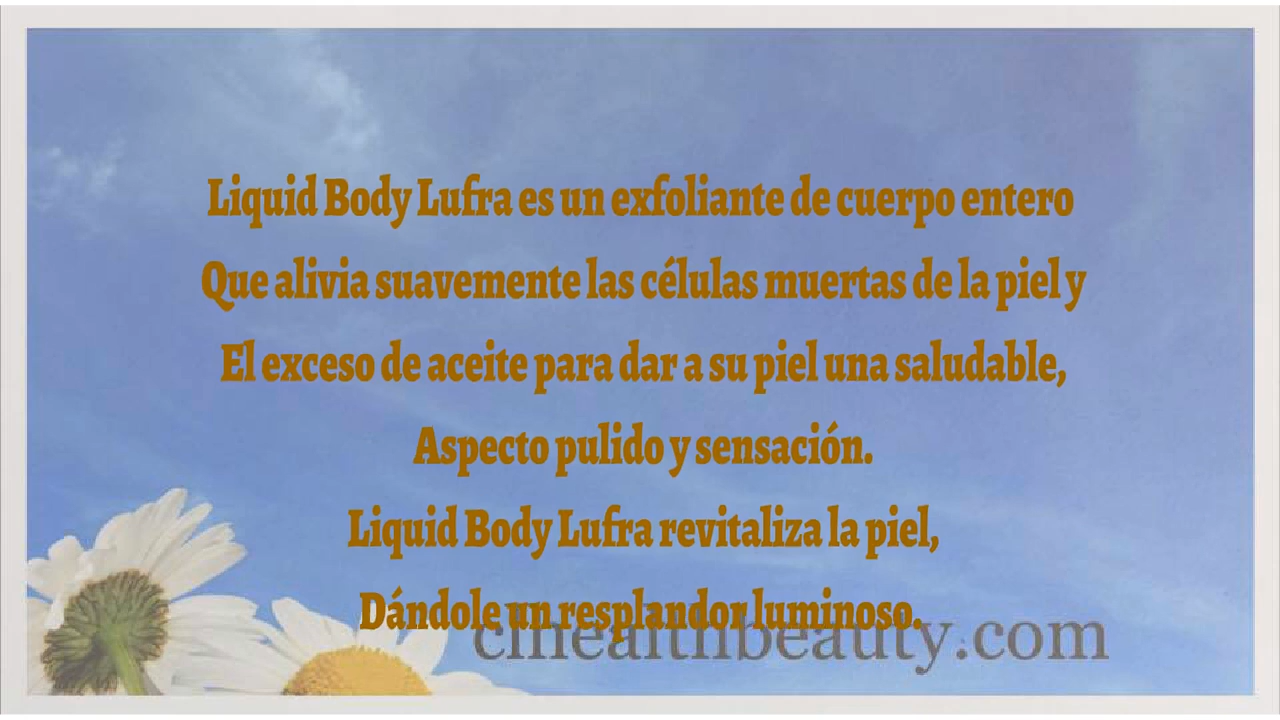 Liquid Body Lufra es un exfoliante de cuerpo entero
Que alivia suavemente las células muertas de la piel y
El exceso de aceite para dar a su piel una saludable,
Aspecto pulido y sensación.
Liquid Body Lufra revitaliza la piel,
Dándole un resplandor luminoso.
cihealthbeauty.com